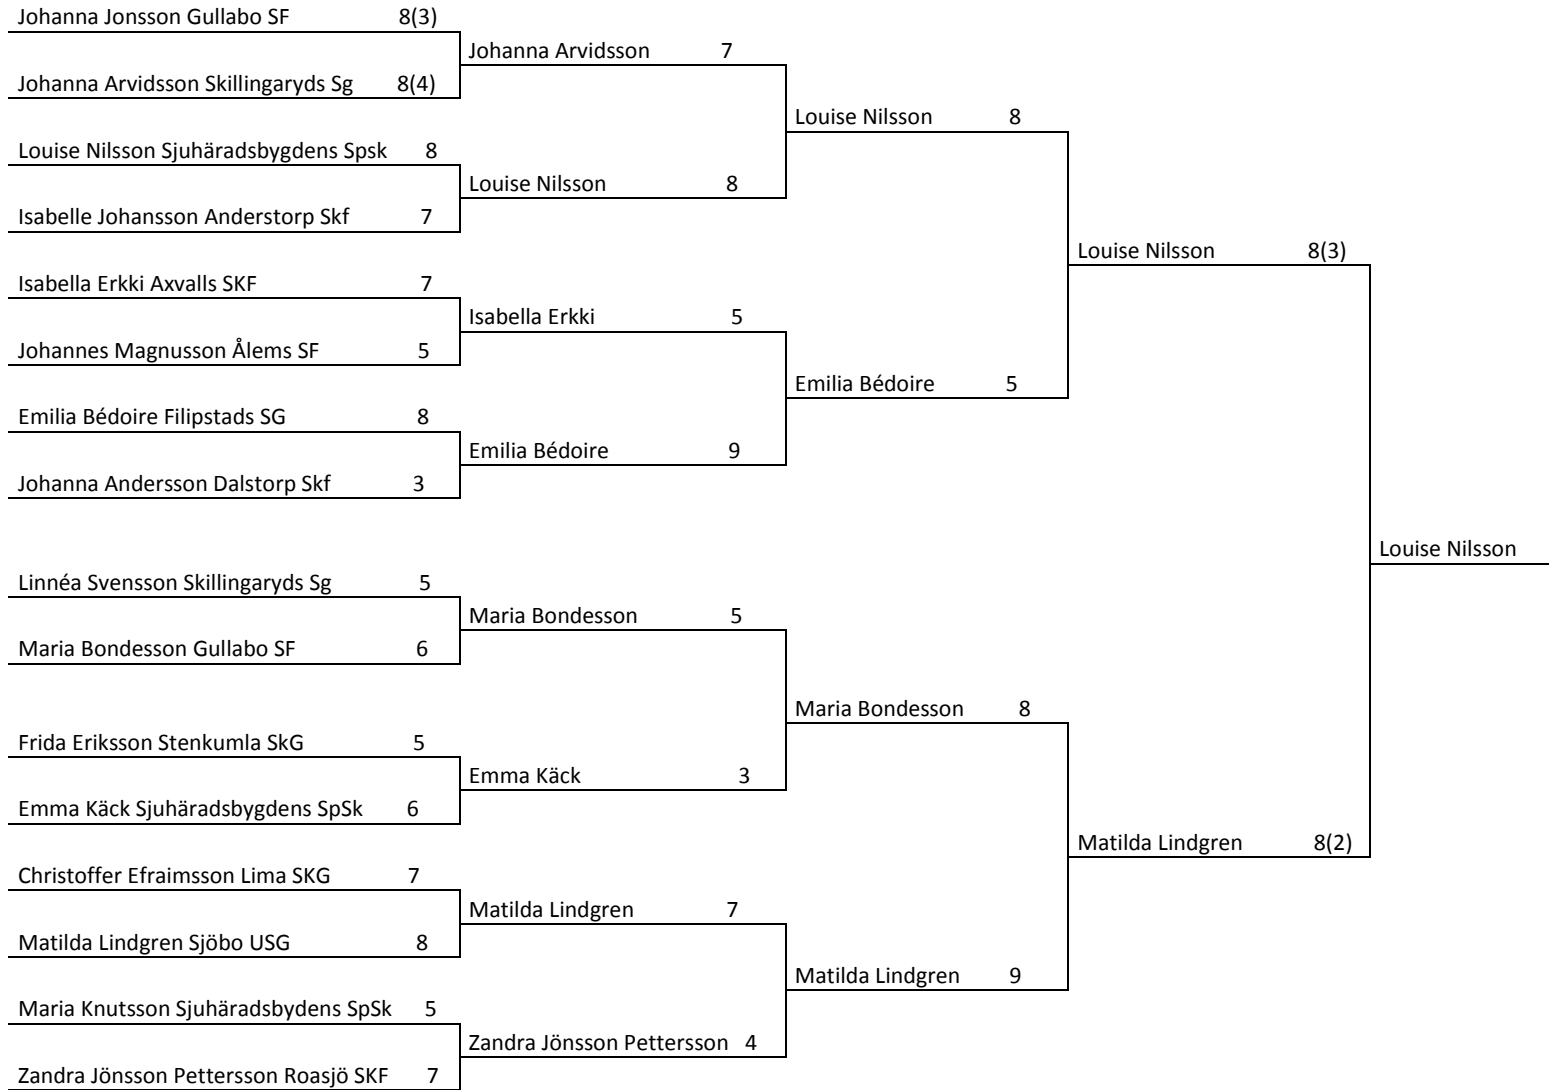 Johanna Jonsson Gullabo SF 8(3)
Johanna Arvidsson 7
Johanna Arvidsson Skillingaryds Sg 8(4)
Louise Nilsson 8
Louise Nilsson Sjuhäradsbygdens Spsk 8
Louise Nilsson 8
Isabelle Johansson Anderstorp Skf 7
Louise Nilsson 8(3)
Isabella Erkki Axvalls SKF 7
Isabella Erkki 5
Johannes Magnusson Ålems SF 5
Emilia Bédoire 5
Emilia Bédoire Filipstads SG 8
Emilia Bédoire 9
Johanna Andersson Dalstorp Skf 3
Louise Nilsson
Linnéa Svensson Skillingaryds Sg 5
Maria Bondesson 5
Maria Bondesson Gullabo SF 6
Maria Bondesson 8
Frida Eriksson Stenkumla SkG 5
Emma Käck 3
Emma Käck Sjuhäradsbygdens SpSk 6
Matilda Lindgren 8(2)
Christoffer Efraimsson Lima SKG 7
Matilda Lindgren 7
Matilda Lindgren Sjöbo USG 8
Matilda Lindgren 9
Maria Knutsson Sjuhäradsbydens SpSk 5
Zandra Jönsson Pettersson 4
Zandra Jönsson Pettersson Roasjö SKF 7